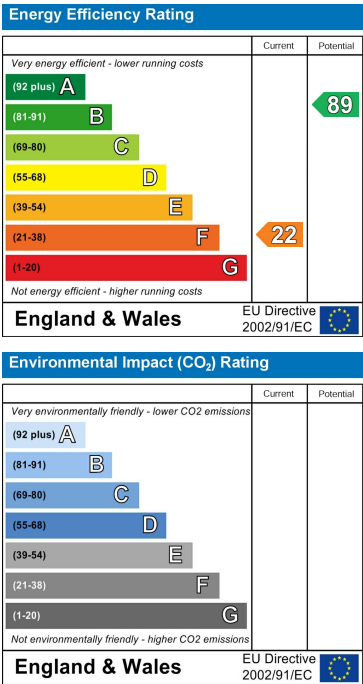 Energy Efficiency Rating
Current Potential
Very energy efficient - lower running costs
(92 plus) A
(81-91) B
89
(69-80) C
(55-68) D
(39-54) E
(21-38) F
22
(1-20) G
Not energy efficient - higher running costs
England & Wales
EU Directive
2002/91/EC
Environmental Impact (CO₂) Rating
Current Potential
Very environmentally friendly - lower CO2 emissions
(92 plus) A
(81-91) B
(69-80) C
(55-68) D
(39-54) E
(21-38) F
(1-20) G
Not environmentally friendly - higher CO2 emissions
England & Wales
EU Directive
2002/91/EC